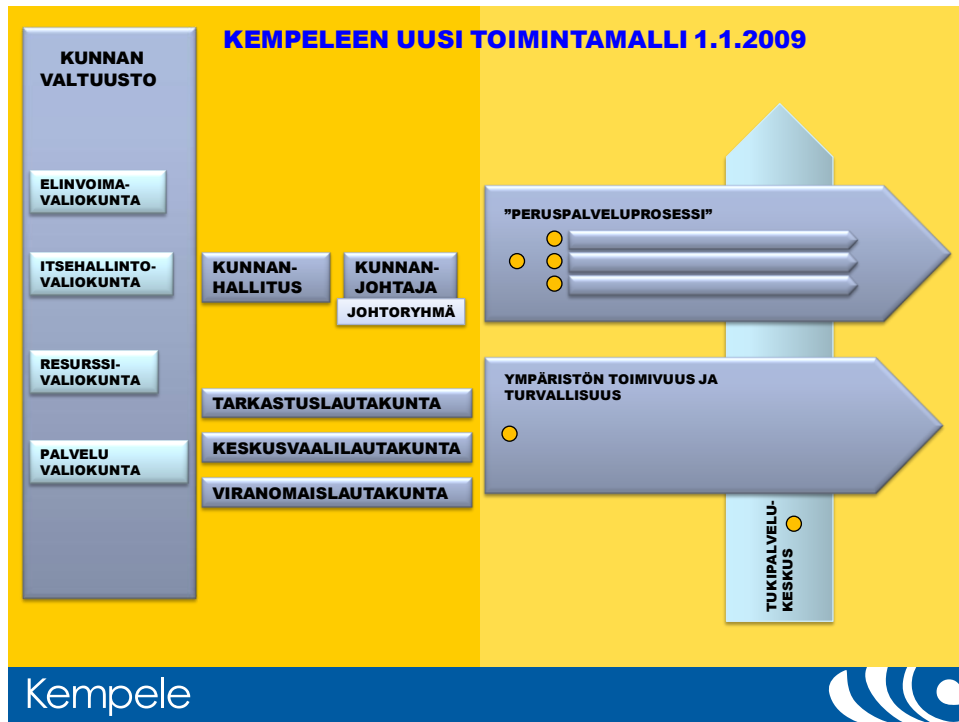 KEMPELEEN UUSI TOIMINTAMALLI 1.1.2009
KUNNAN
VALTUUSTO
ELINVOIMA-
VALIOKUNTA
ITSEHALLINTO-
VALIOKUNTA
RESURSSI-
VALIOKUNTA
PALVELU
VALIOKUNTA
KUNNAN-
HALLITUS
KUNNAN-
JOHTAJA
JOHTORYHMÄ
TARKASTUSLAUTAKUNTA
KESKUSVAALILAUTAKUNTA
VIRANOMAISLAUTAKUNTA
”PERUSPALVELUPROSESSI”
YMPÄRISTÖN TOIMIVUUS JA
TURVALLISUUS
TUKIPALVELU-
KESKUS
Kempele